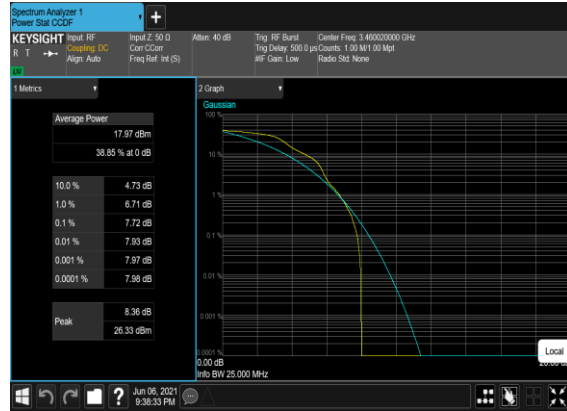 Spectrum Analyzer 1
Power Stat CCDF
+
KEYSIGHT Input: RF Input Z: 50 Ω Atten: 40 dB Trig: RF Burst Center Freq: 3.460020000 GHz
R T Coupling: DC Corr CCorr Trig Delay: 500.0 µs Counts: 1.00 M/1.00 Mpt
Align: Auto Freq Ref: Int (S) #IF Gain: Low Radio Std: None
1 Metrics
2 Graph
Average Power
17.97 dBm
38.85 % at 0 dB
10.0 % 4.73 dB
1.0 % 6.71 dB
0.1 % 7.72 dB
0.01 % 7.93 dB
0.001 % 7.97 dB
0.0001 % 7.98 dB
Peak
8.36 dB
26.33 dBm
Gaussian
100 %
10 %
1 %
0.1 %
0.01 %
0.001 %
0.0001 %
0.00 dB
Info BW 25.000 MHz
Local
? Jun 06, 2021
9:38:33 PM